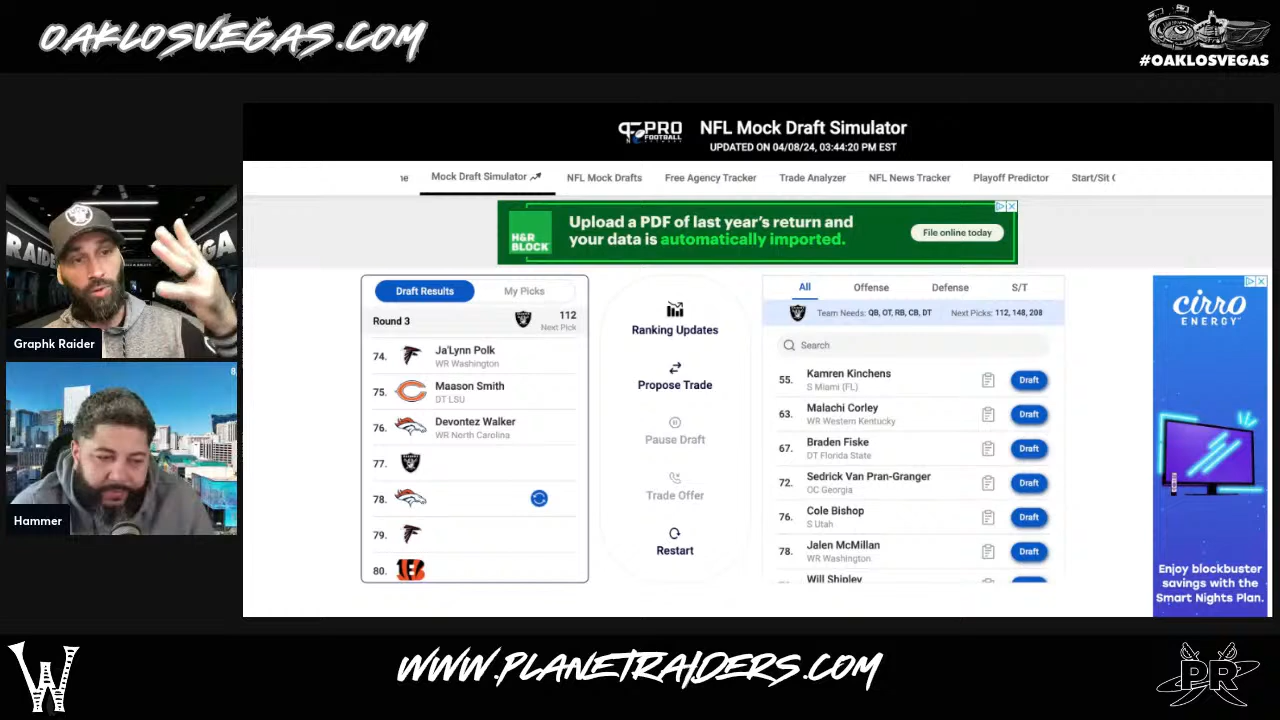 OAKLOSVEGAS.COM
#OAKLOSVEGAS
PRO
FOOTBALL
NFL Mock Draft Simulator
UPDATED ON 04/08/24, 03:44:20 PM EST
Mock Draft Simulator
NFL Mock Drafts
Free Agency Tracker
Trade Analyzer
NFL News Tracker
Playoff Predictor
Start/Sit
H&R
BLOCK
Upload a PDF of last year's return and
your data is automatically imported.
File online today
Draft Results
My Picks
Round 3
112
Next Pick
74.
Ja'Lynn Polk
WR Washington
75.
Maason Smith
DT LSU
76.
Devontez Walker
WR North Carolina
77.
78.
79.
80.
Ranking Updates
Propose Trade
Pause Draft
Trade Offer
Restart
All
Offense
Defense
S/T
Team Needs: QB, OT, RB, CB, DT
Next Picks: 112, 148, 208
Search
55.
Kamren Kinchens
S Miami (FL)
Draft
63.
Malachi Corley
WR Western Kentucky
Draft
67.
Braden Fiske
DT Florida State
Draft
72.
Sedrick Van Pran-Granger
OC Georgia
Draft
76.
Cole Bishop
S Utah
Draft
78.
Jalen McMillan
WR Washington
Draft
Will Shipley
cirro
ENERGY
Enjoy blockbuster
savings with the
Smart Nights Plan.
Graphk Raider
Hammer
WWW.PLANETRAIDERS.COM
W
PR